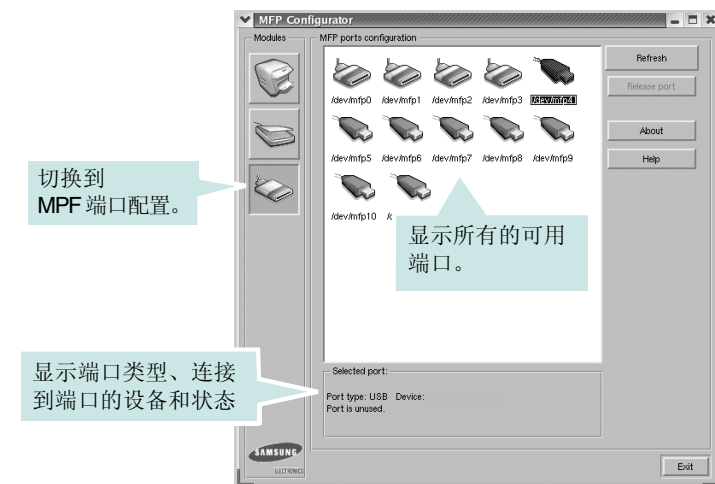 MFP Configurator
Modules
MFP ports configuration
/dev/mfp0 /dev/mfp1 /dev/mfp2 /dev/mfp3 /dev/mfp4
/dev/mfp5 /dev/mfp6 /dev/mfp7 /dev/mfp8 /dev/mfp9
/dev/mfp10
Refresh
Release port
About
Help
切换到
MPF 端口配置。
显示所有的可用
端口。
显示端口类型、连接
到端口的设备和状态
Selected port:
Port type: USB Device:
Port is unused.
SAMSUNG
ELECTRONICS
Exit